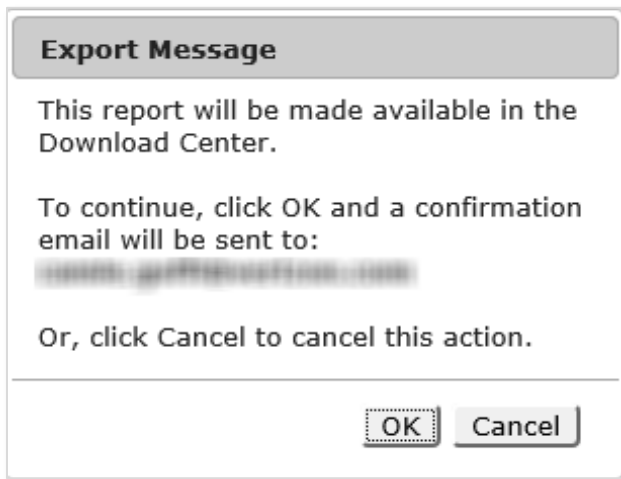 Export Message
This report will be made available in the
Download Center.
To continue, click OK and a confirmation
email will be sent to:
Or, click Cancel to cancel this action.
OK Cancel